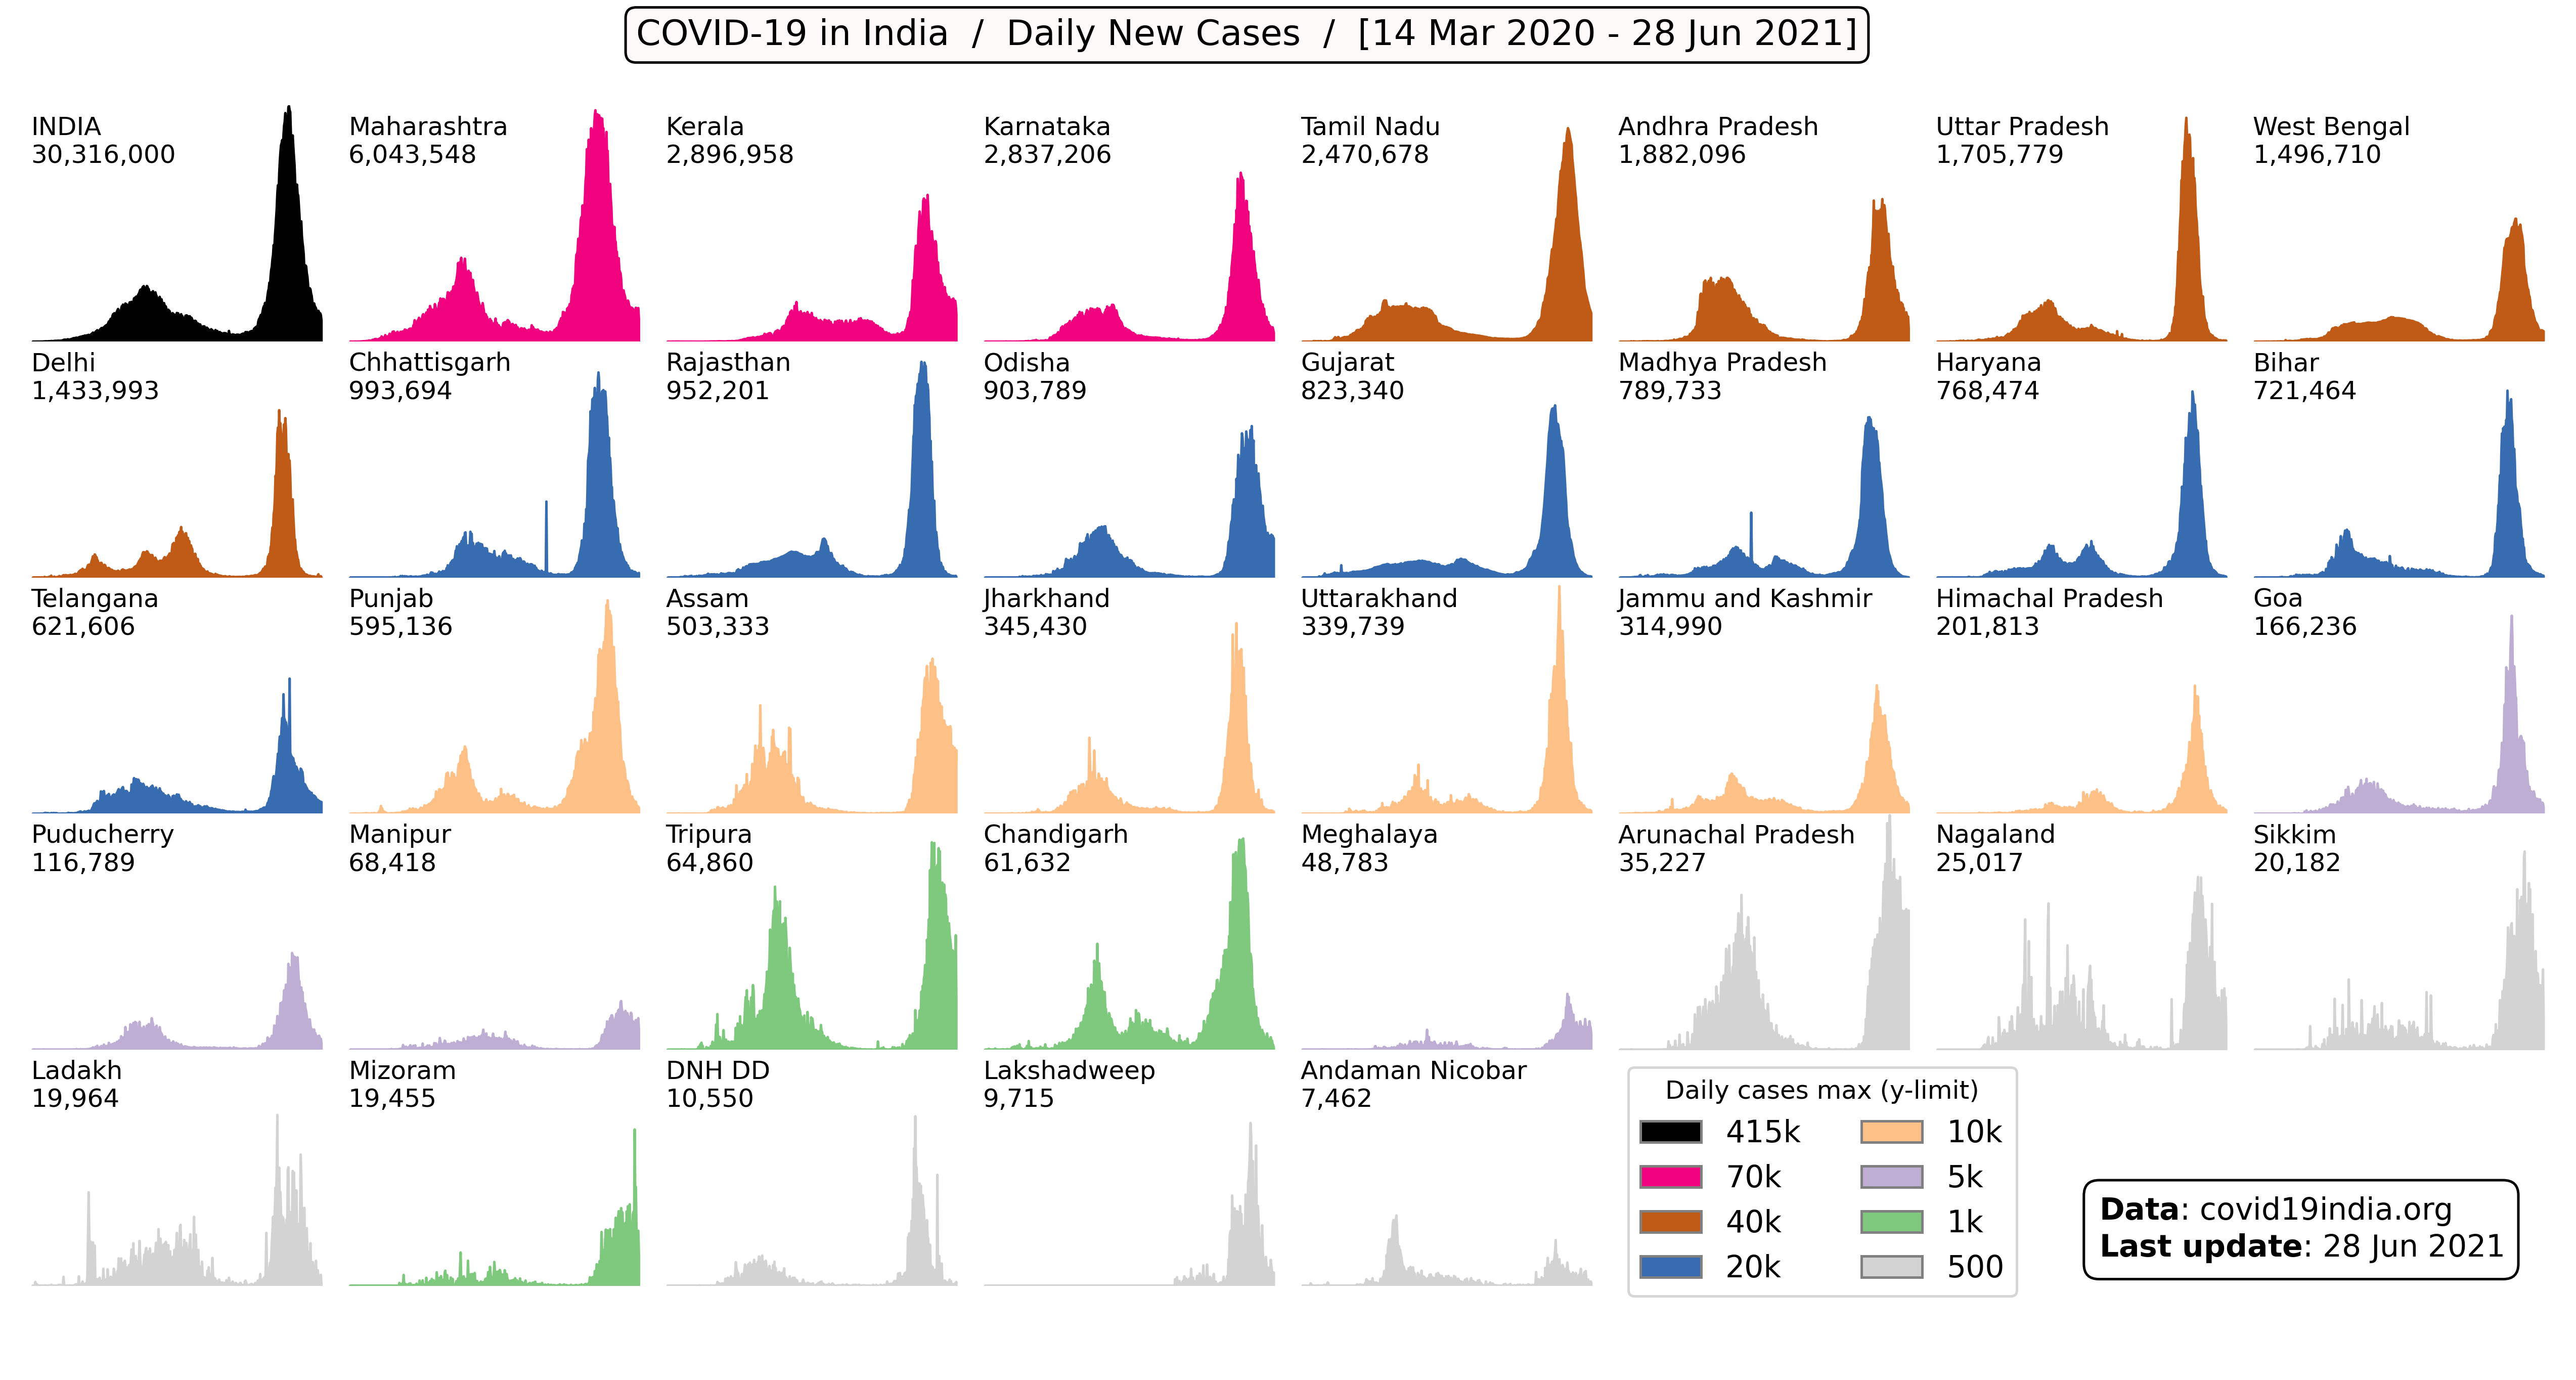 COVID-19 in India / Daily New Cases / [14 Mar 2020 - 28 Jun 2021]
INDIA
30,316,000
Maharashtra
6,043,548
Kerala
2,896,958
Karnataka
2,837,206
Tamil Nadu
2,470,678
Andhra Pradesh
1,882,096
Uttar Pradesh
1,705,779
West Bengal
1,496,710
Delhi
1,433,993
Chhattisgarh
993,694
Rajasthan
952,201
Odisha
903,789
Gujarat
823,340
Madhya Pradesh
789,733
Haryana
768,474
Bihar
721,464
Telangana
621,606
Punjab
595,136
Assam
503,333
Jharkhand
345,430
Uttarakhand
339,739
Jammu and Kashmir
314,990
Himachal Pradesh
201,813
Goa
166,236
Puducherry
116,789
Manipur
68,418
Tripura
64,860
Chandigarh
61,632
Meghalaya
48,783
Arunachal Pradesh
35,227
Nagaland
25,017
Sikkim
20,182
Ladakh
19,964
Mizoram
19,455
DNH DD
10,550
Lakshadweep
9,715
Andaman Nicobar
7,462
Daily cases max (y-limit)
415k
70k
40k
20k
10k
5k
1k
500
Data: covid19india.org
Last update: 28 Jun 2021